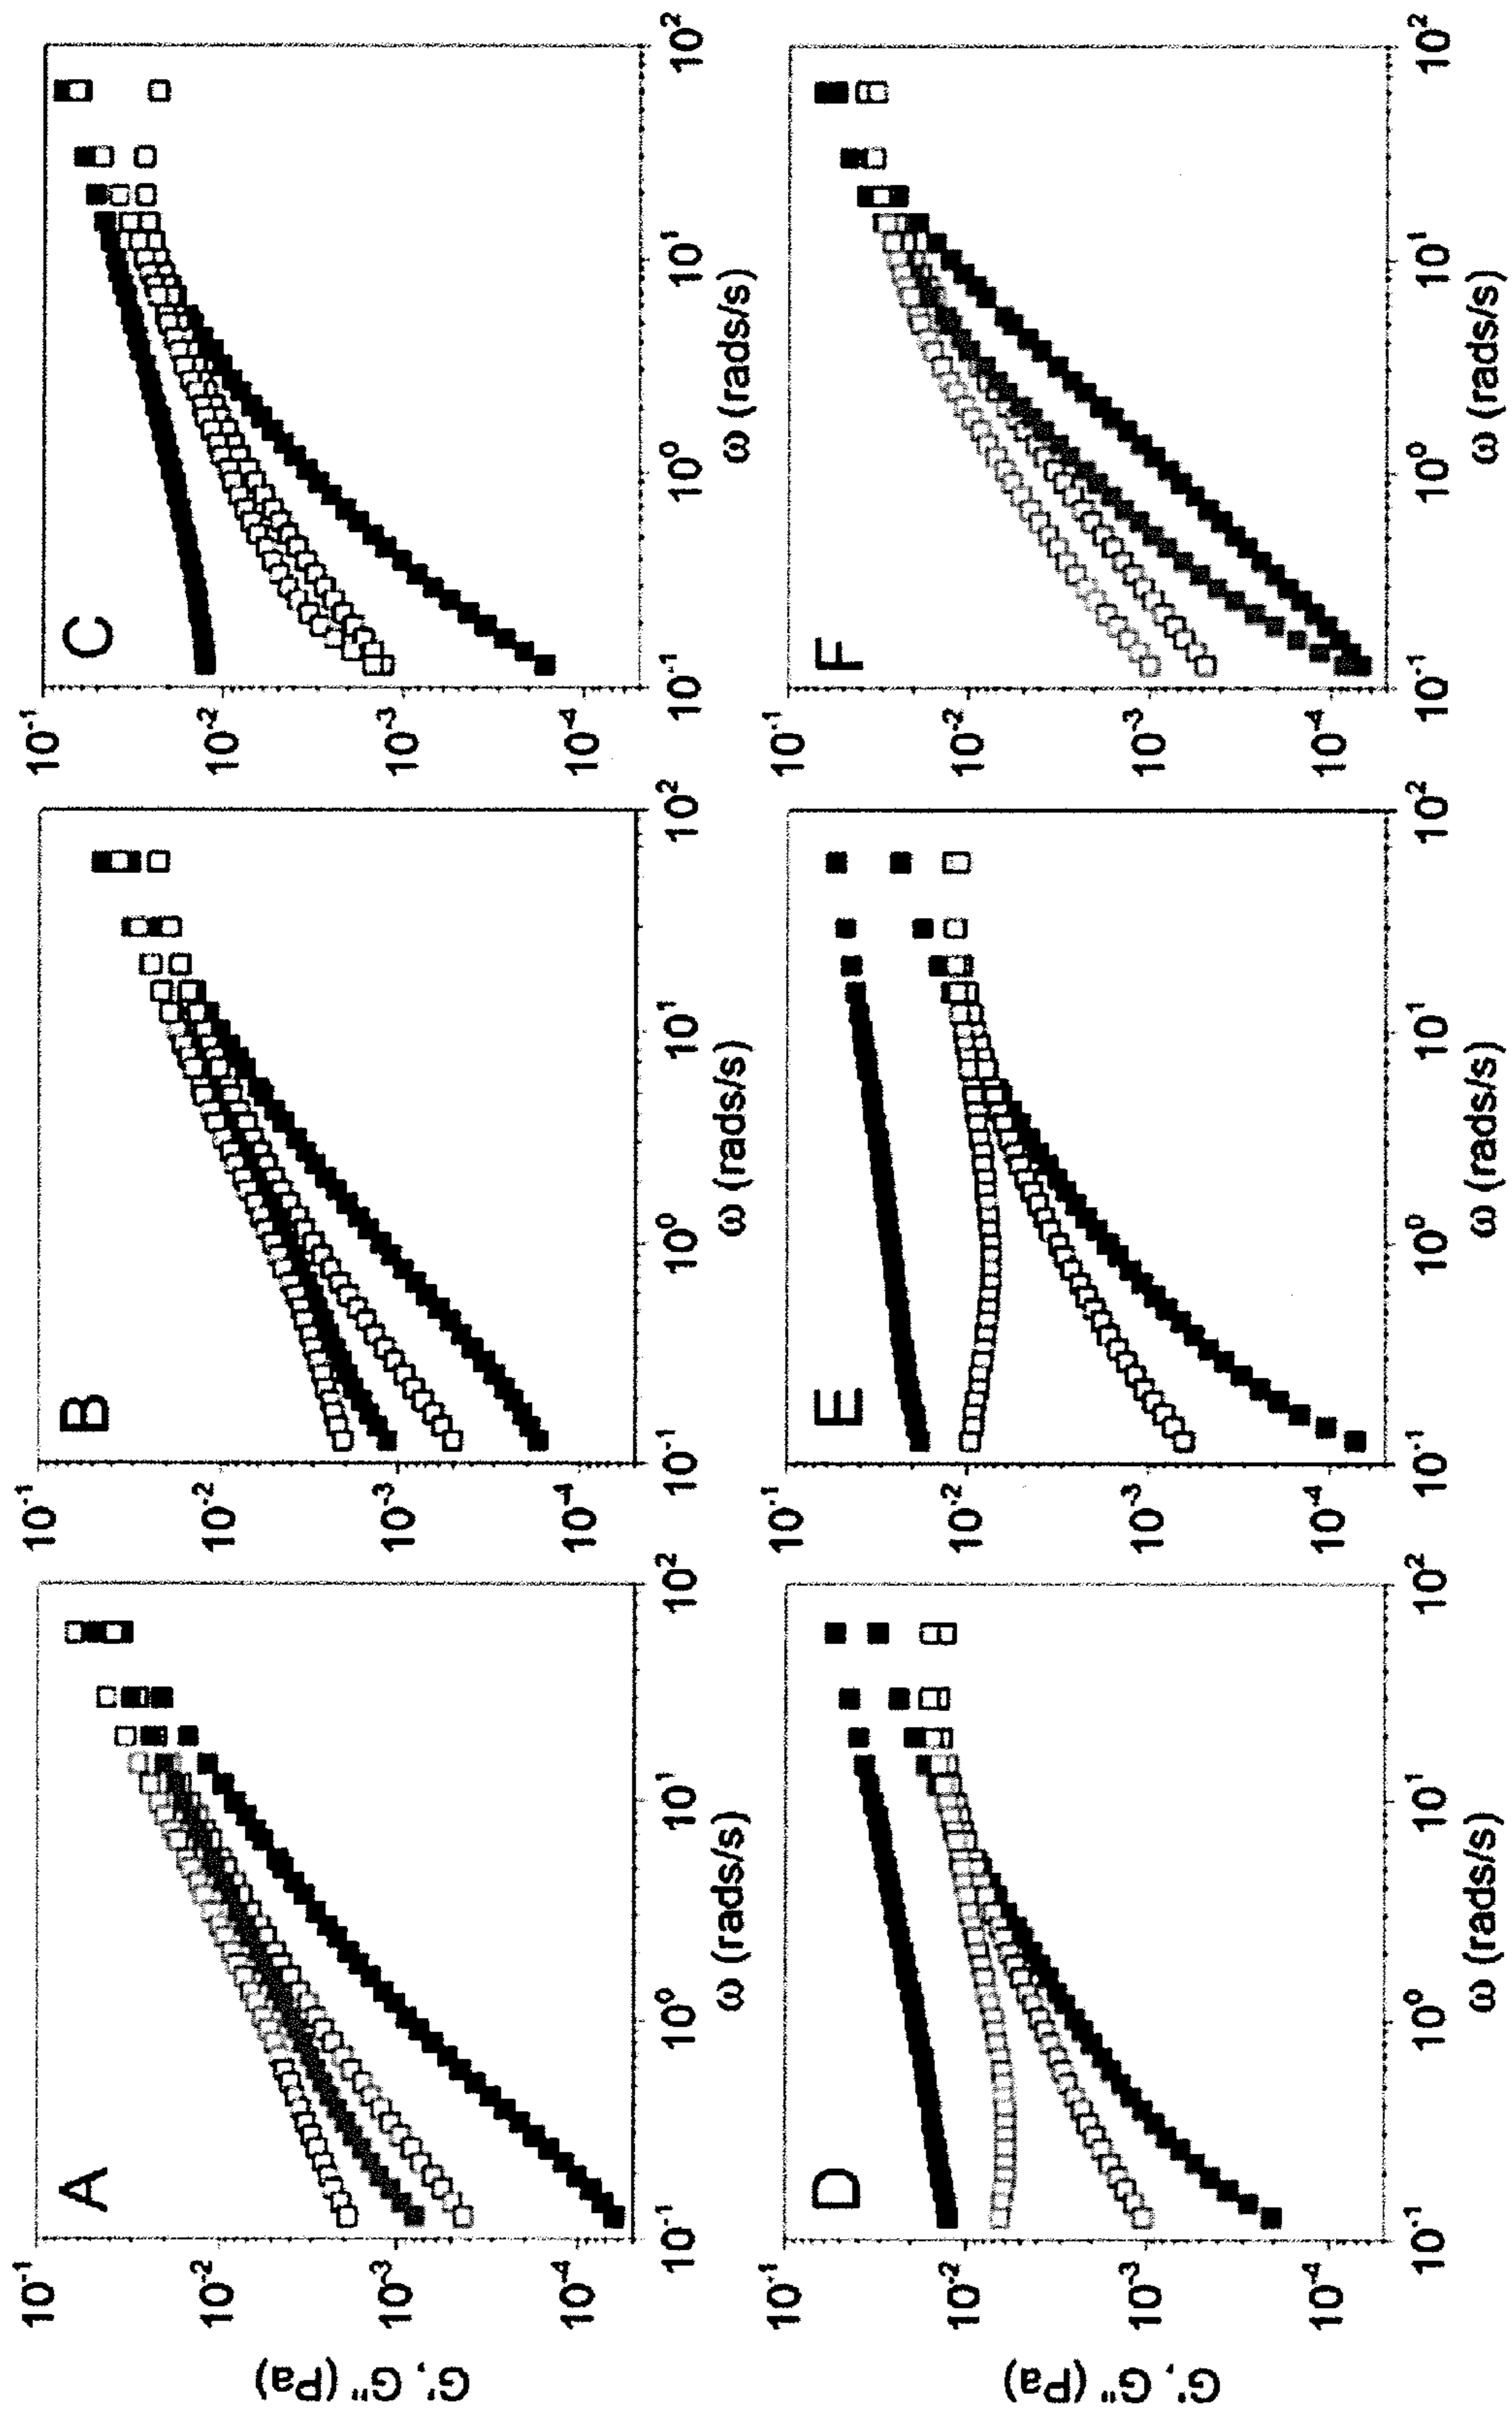 A B C
10⁻¹ 10⁻¹ 10⁻¹
10⁻² 10⁻² 10⁻²
10⁻³ 10⁻³ 10⁻³
10⁻⁴ 10⁻⁴ 10⁻⁴
G', G'' (Pa)
10⁻¹ 10⁰ 10¹ 10² 10⁻¹ 10⁰ 10¹ 10² 10⁻¹ 10⁰ 10¹ 10²
ω (rads/s) ω (rads/s) ω (rads/s)
D E F
10⁻¹ 10⁻¹ 10⁻¹
10⁻² 10⁻² 10⁻²
10⁻³ 10⁻³ 10⁻³
10⁻⁴ 10⁻⁴ 10⁻⁴
G', G'' (Pa)
10⁻¹ 10⁰ 10¹ 10² 10⁻¹ 10⁰ 10¹ 10² 10⁻¹ 10⁰ 10¹ 10²
ω (rads/s) ω (rads/s) ω (rads/s)